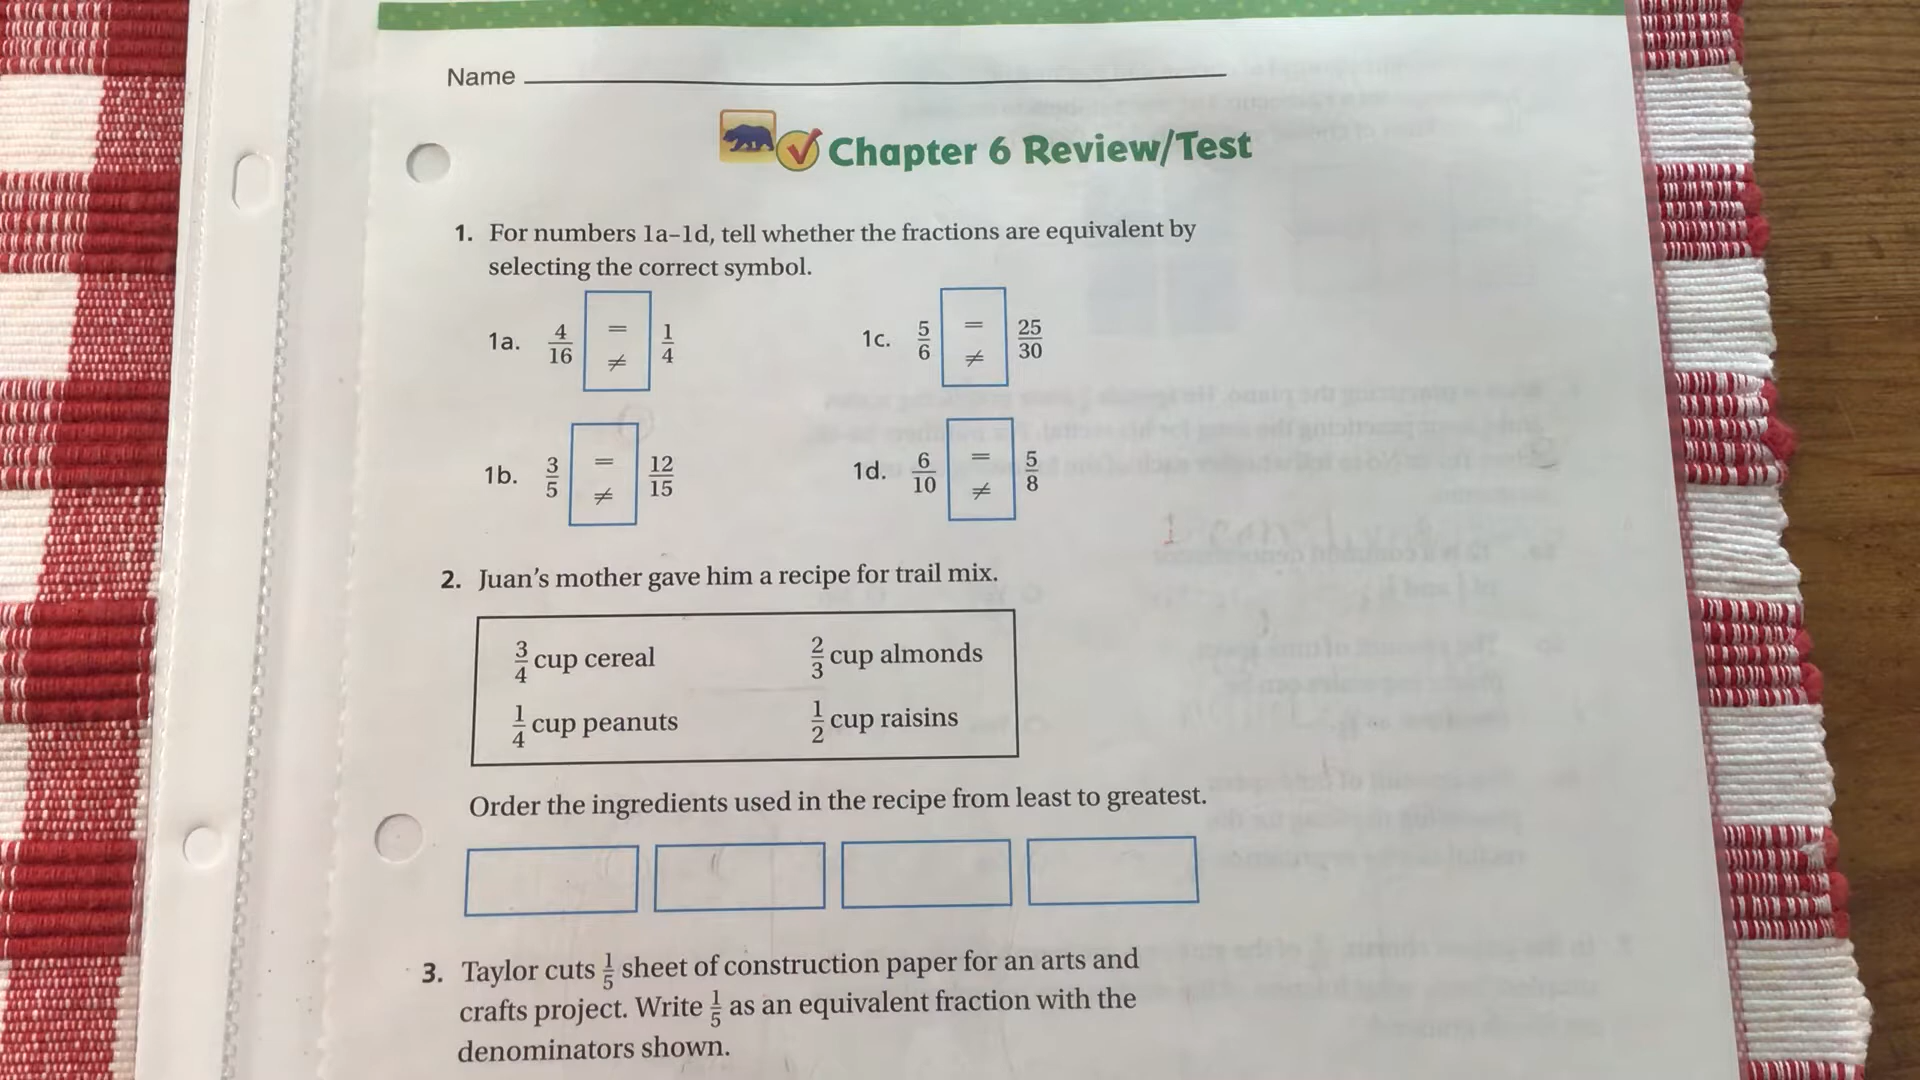 Name
Chapter 6 Review/Test
1. For numbers 1a–1d, tell whether the fractions are equivalent by
selecting the correct symbol.
1a. 4/16 = ≠ 1/4
1c. 5/6 = ≠ 25/30
1b. 3/5 = ≠ 12/15
1d. 6/10 = ≠ 5/8
2. Juan's mother gave him a recipe for trail mix.
3/4 cup cereal
2/3 cup almonds
1/4 cup peanuts
1/2 cup raisins
Order the ingredients used in the recipe from least to greatest.
3. Taylor cuts 1/5 sheet of construction paper for an arts and
crafts project. Write 1/5 as an equivalent fraction with the
denominators shown.